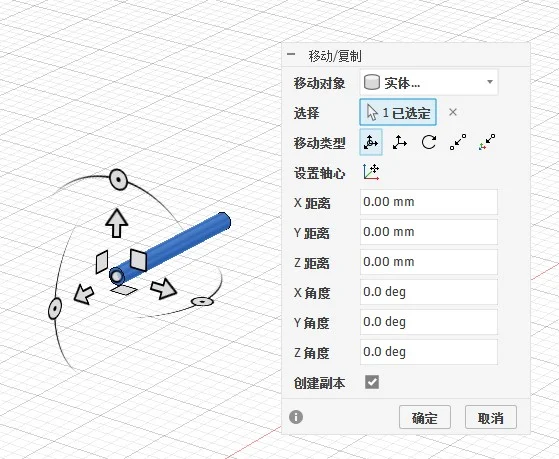 移动/复制
移动对象 实体...
选择 1 已选定
移动类型
设置轴心
X 距离 0.00 mm
Y 距离 0.00 mm
Z 距离 0.00 mm
X 角度 0.0 deg
Y 角度 0.0 deg
Z 角度 0.0 deg
创建副本
确定 取消